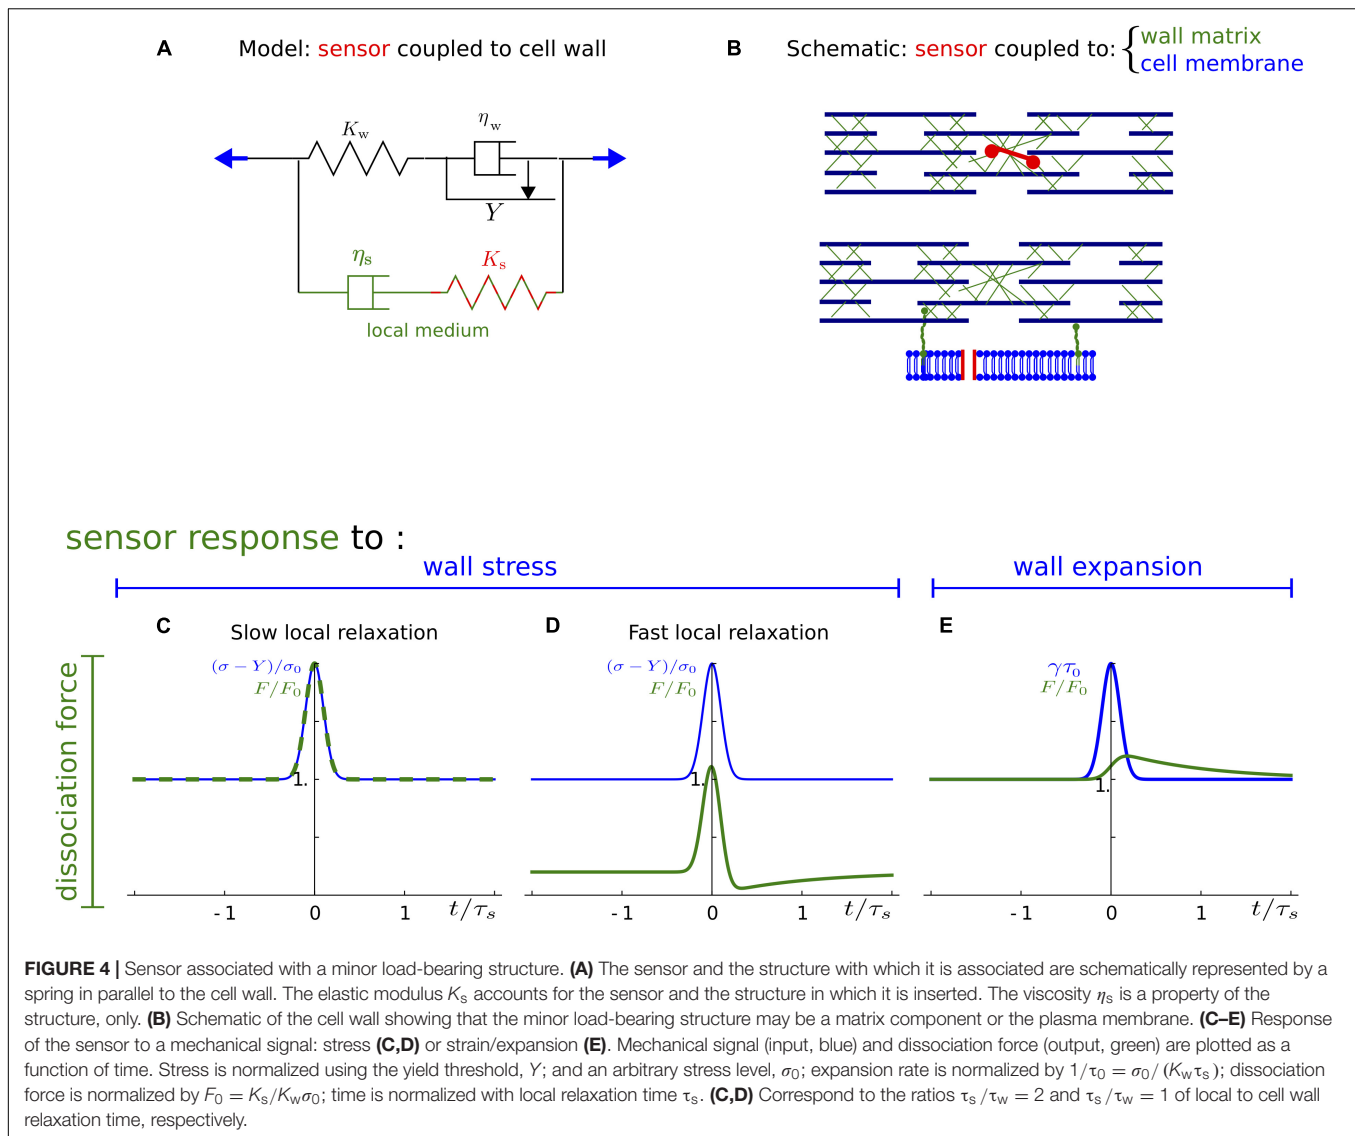 A Model: sensor coupled to cell wall
B Schematic: sensor coupled to: { wall matrix
cell membrane
K_w
η_w
Y
η_s
K_s
local medium
sensor response to :
wall stress
wall expansion
dissociation force
C Slow local relaxation
(σ − Y)/σ_0
F/F_0
1.
-1 0 1 t/τ_s
D Fast local relaxation
(σ − Y)/σ_0
F/F_0
1.
-1 0 1 t/τ_s
E
γτ_0
F/F_0
1.
-1 0 1 t/τ_s
FIGURE 4 | Sensor associated with a minor load-bearing structure. (A) The sensor and the structure with which it is associated are schematically represented by a
spring in parallel to the cell wall. The elastic modulus K_s accounts for the sensor and the structure in which it is inserted. The viscosity η_s is a property of the
structure, only. (B) Schematic of the cell wall showing that the minor load-bearing structure may be a matrix component or the plasma membrane. (C–E) Response
of the sensor to a mechanical signal: stress (C,D) or strain/expansion (E). Mechanical signal (input, blue) and dissociation force (output, green) are plotted as a
function of time. Stress is normalized using the yield threshold, Y; and an arbitrary stress level, σ_0; expansion rate is normalized by 1/τ_0 = σ_0/(K_wτ_s); dissociation
force is normalized by F_0 = K_s/K_wσ_0; time is normalized with local relaxation time τ_s. (C,D) Correspond to the ratios τ_s/τ_w = 2 and τ_s/τ_w = 1 of local to cell wall
relaxation time, respectively.